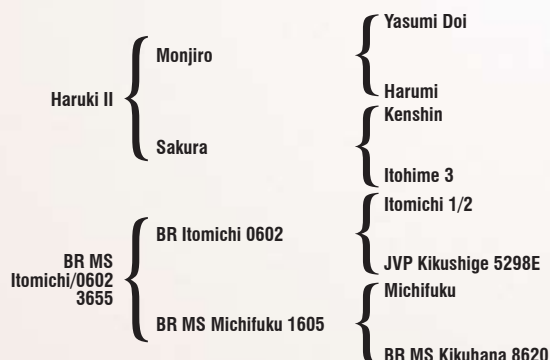 Yasumi Doi
Monjiro
Harumi
Haruki II
Kenshin
Sakura
Itohime 3
Itomichi 1/2
BR Itomichi 0602
JVP Kikushige 5298E
BR MS
Itomichi/0602
3655
Michifuku
BR MS Michifuku 1605
BR MS Kikuhana 8620